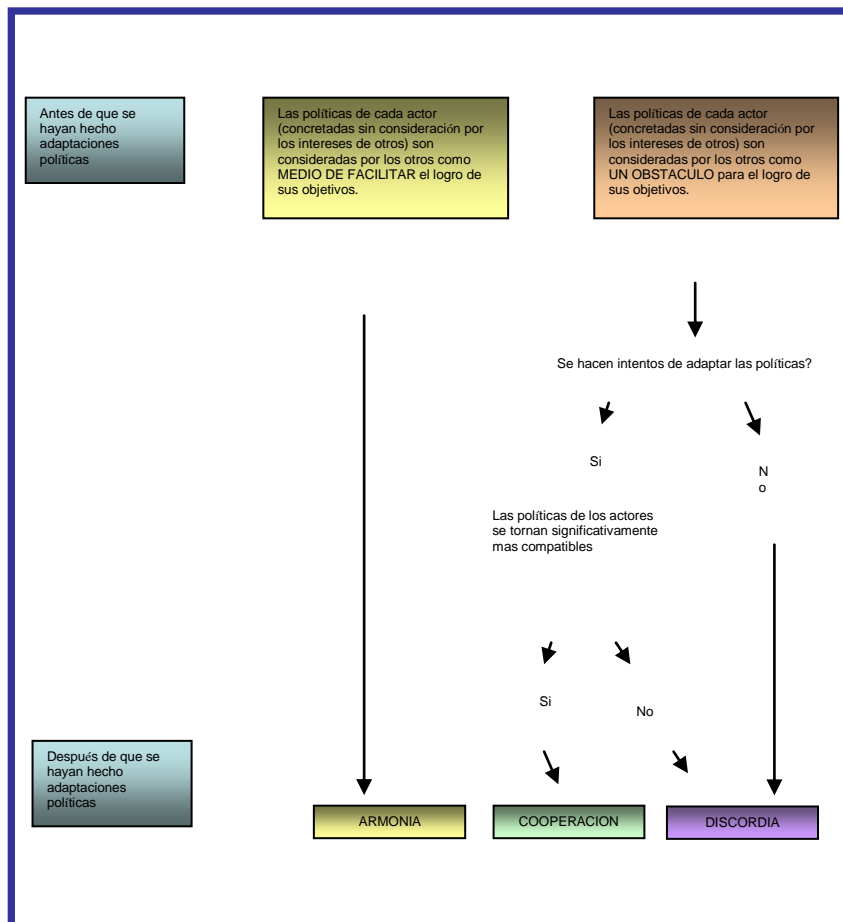 Antes de que se
hayan hecho
adaptaciones
políticas
Las políticas de cada actor
(concretadas sin consideración por
los intereses de otros) son
consideradas por los otros como
MEDIO DE FACILITAR el logro de
sus objetivos.
Las políticas de cada actor
(concretadas sin consideración por
los intereses de otros) son
consideradas por los otros como
UN OBSTACULO para el logro de
sus objetivos.
Se hacen intentos de adaptar las políticas?
Si
N
o
Las políticas de los actores
se tornan significativamente
mas compatibles
Si
No
Después de que se
hayan hecho
adaptaciones
políticas
ARMONIA
COOPERACION
DISCORDIA